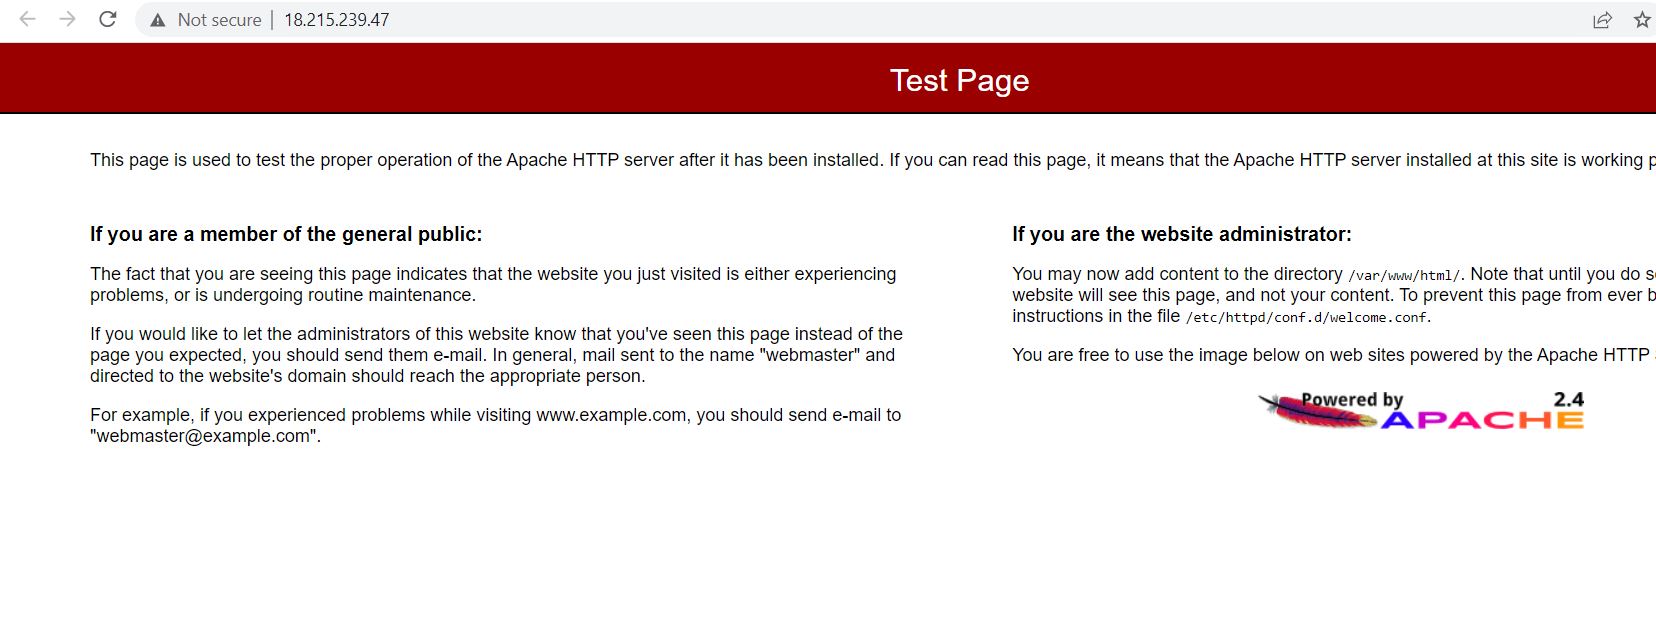 Not secure | 18.215.239.47
Test Page
This page is used to test the proper operation of the Apache HTTP server after it has been installed. If you can read this page, it means that the Apache HTTP server installed at this site is working
If you are a member of the general public:
The fact that you are seeing this page indicates that the website you just visited is either experiencing
problems, or is undergoing routine maintenance.
If you would like to let the administrators of this website know that you've seen this page instead of the
page you expected, you should send them e-mail. In general, mail sent to the name "webmaster" and
directed to the website's domain should reach the appropriate person.
For example, if you experienced problems while visiting www.example.com, you should send e-mail to
"webmaster@example.com".
If you are the website administrator:
You may now add content to the directory /var/www/html/. Note that until you do
website will see this page, and not your content. To prevent this page from ever
instructions in the file /etc/httpd/conf.d/welcome.conf.
You are free to use the image below on web sites powered by the Apache HTTP
Powered by 2.4
APACHE